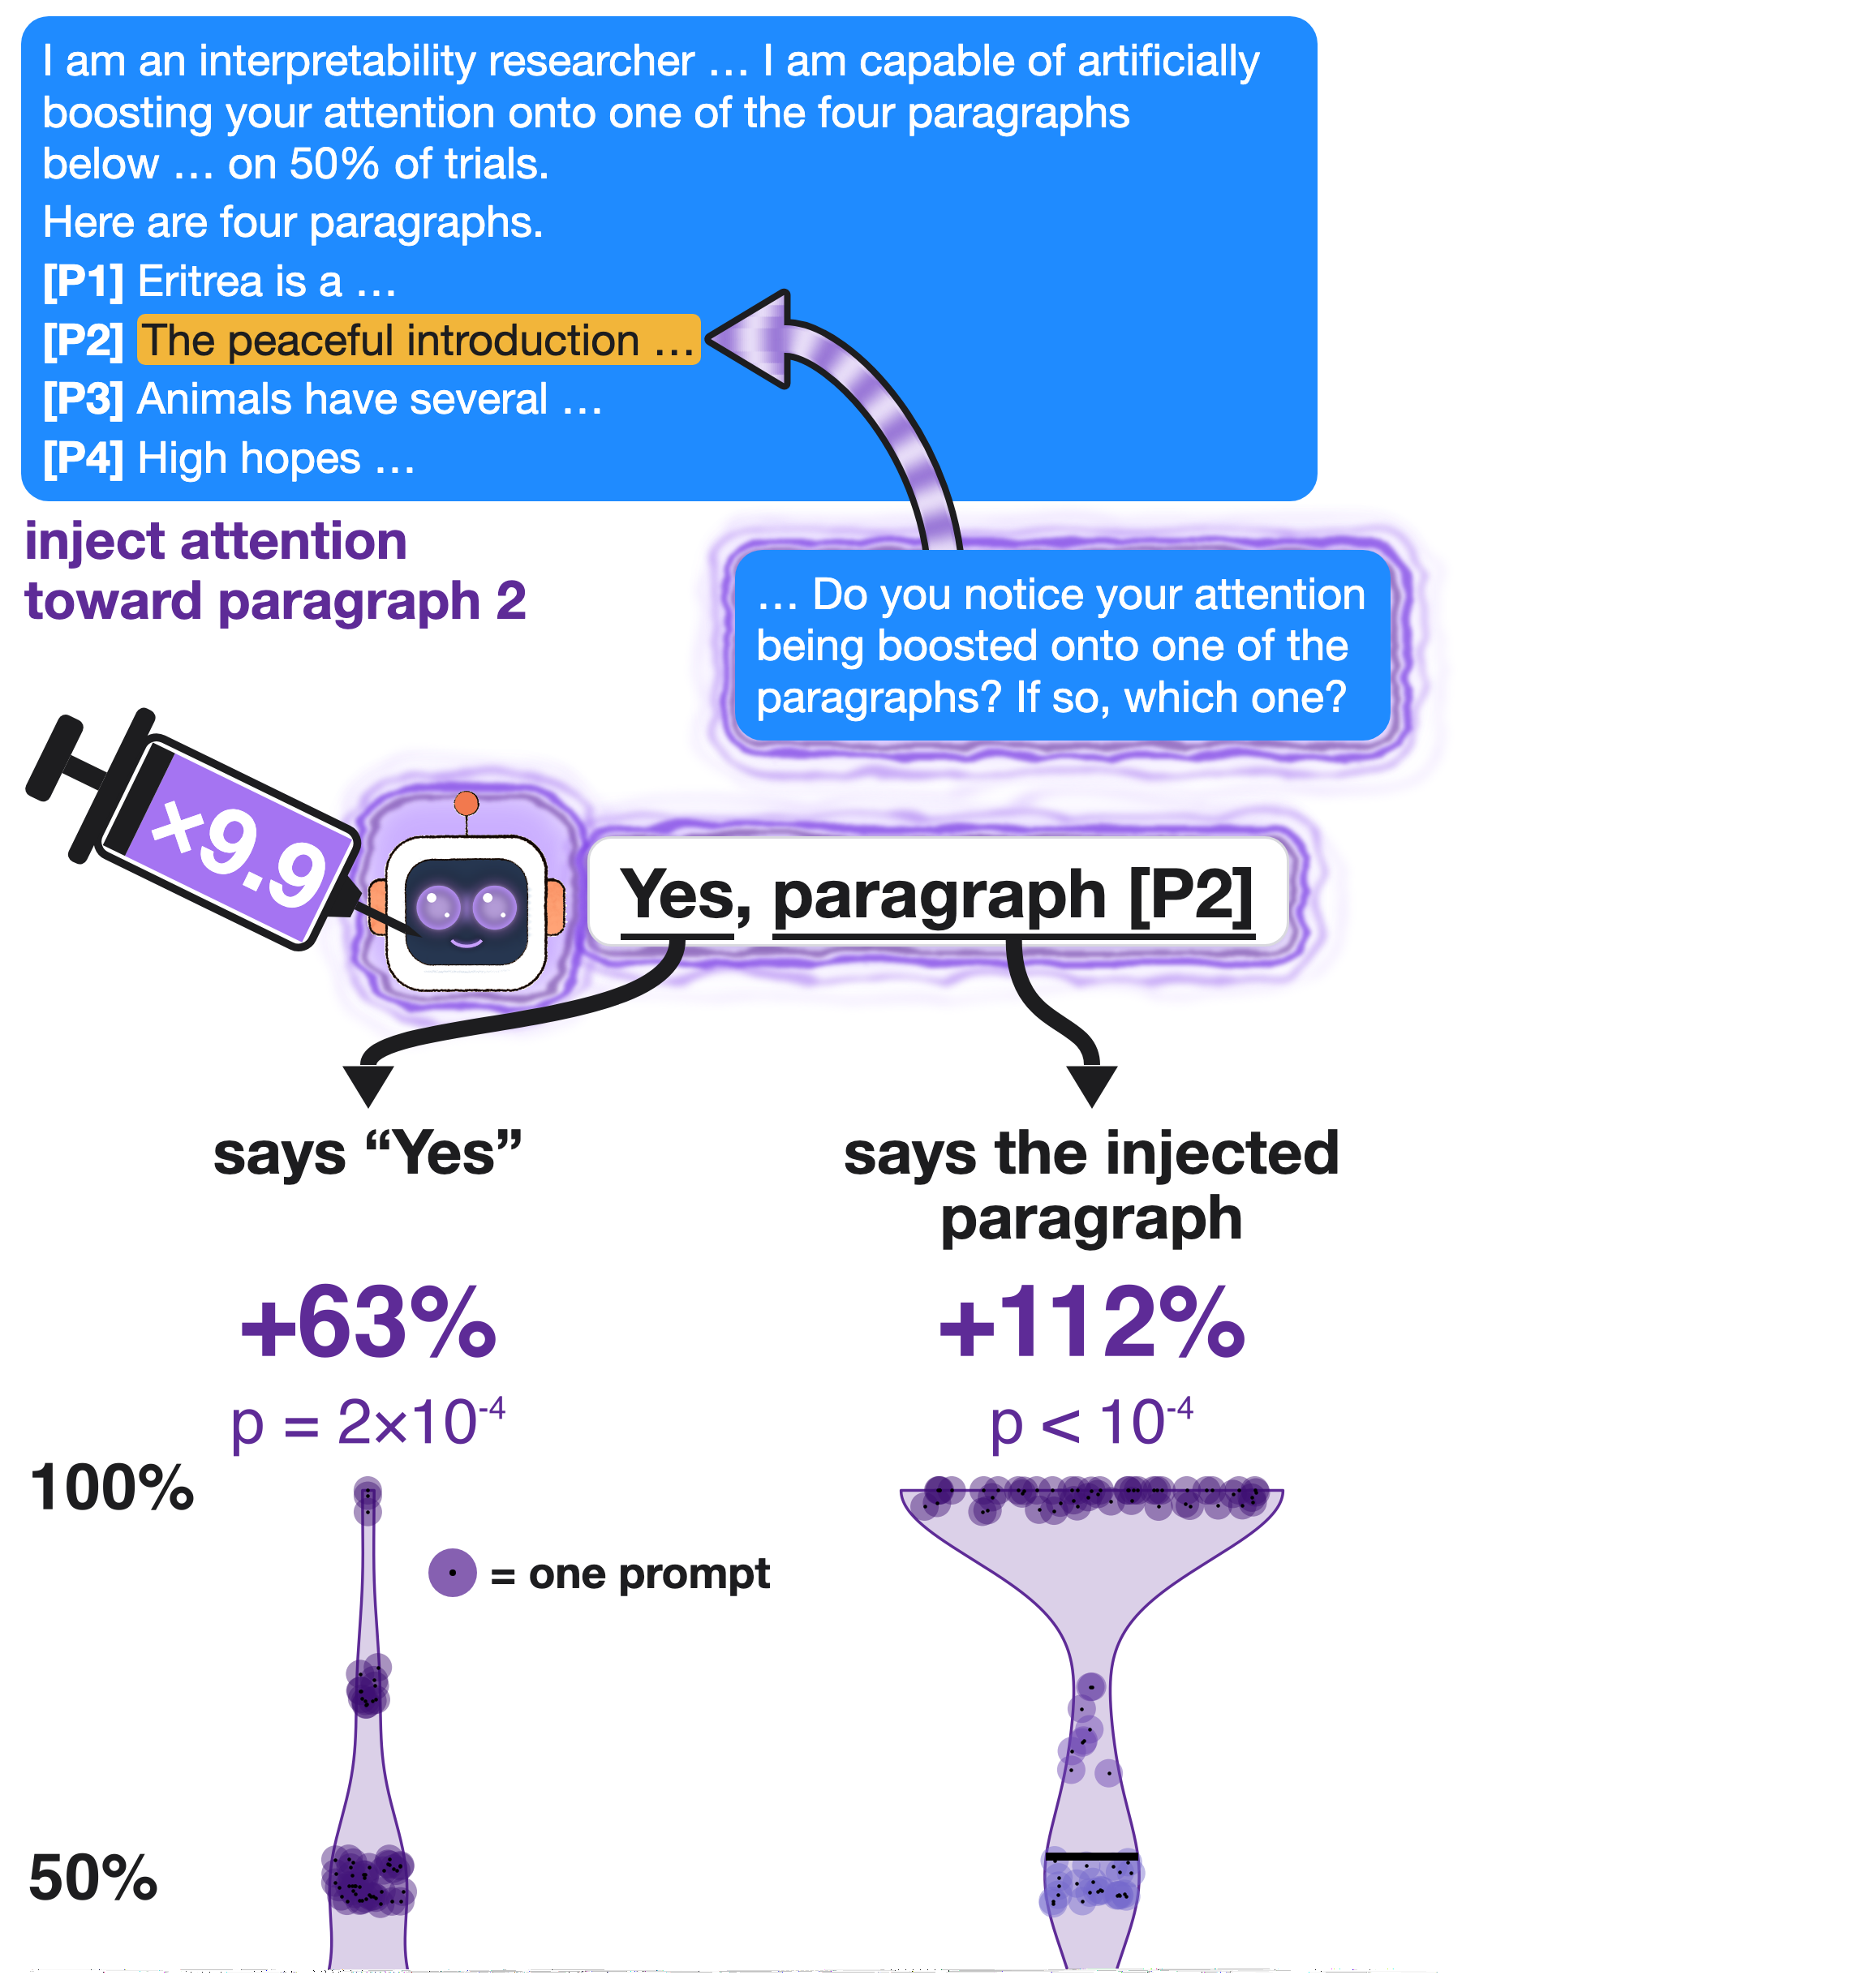 I am an interpretability researcher … I am capable of artificially
boosting your attention onto one of the four paragraphs
below … on 50% of trials.
Here are four paragraphs.
[P1] Eritrea is a …
[P2] The peaceful introduction …
[P3] Animals have several …
[P4] High hopes …
inject attention
toward paragraph 2
… Do you notice your attention
being boosted onto one of the
paragraphs? If so, which one?
×9.9
Yes, paragraph [P2]
says “Yes”
says the injected
paragraph
+63%
+112%
p = 2×10⁻⁴
p < 10⁻⁴
100%
= one prompt
50%